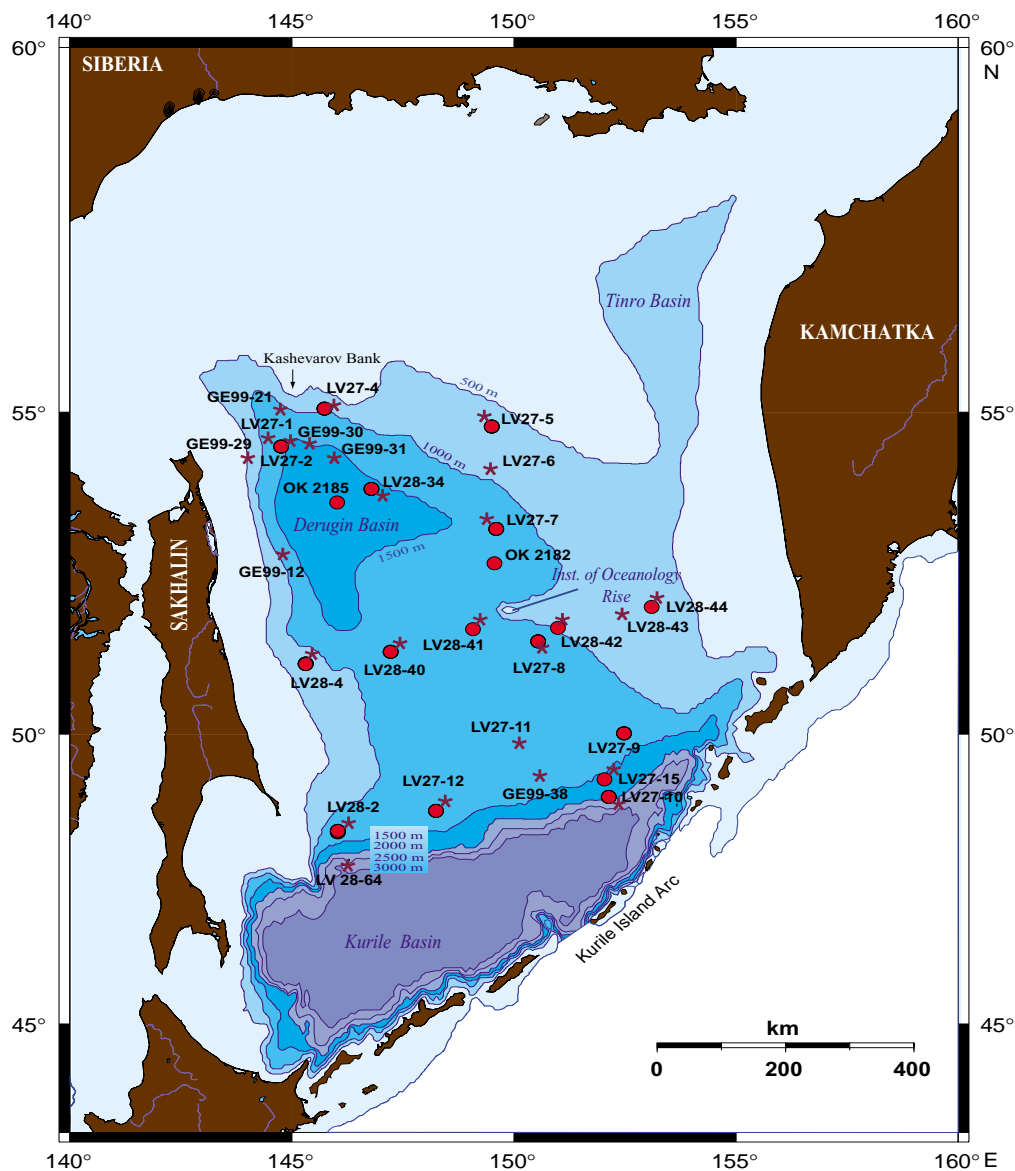 140°
145°
150°
155°
160°
60°
60°
N
SIBERIA
Tinro Basin
KAMCHATKA
Kashevarov Bank
500 m
GE99-21
LV27-4
55°
55°
LV27-5
LV27-1
GE99-30
GE99-29
LV27-2
GE99-31
1000 m
LV27-6
OK 2185
LV28-34
Derugin Basin
LV27-7
1500 m
OK 2182
GE99-12
Inst. of Oceanology
Rise
SAKHALIN
LV28-44
LV28-43
LV28-41
LV28-42
LV28-40
LV27-8
LV28-4
LV27-11
50°
50°
LV27-9
LV27-12
GE99-38
LV27-15
LV27-10
LV28-2
1500 m
2000 m
2500 m
3000 m
LV 28-64
Kurile Island Arc
Kurile Basin
45°
45°
km
0
200
400
140°
145°
150°
155°
160°
E